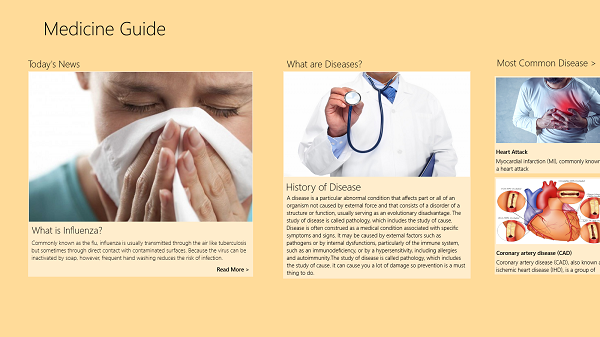 Medicine Guide
Today's News
What is Influenza?
Commonly known as the flu, influenza is usually transmitted through the air like tuberculosis
but sometimes through direct contact with contaminated surfaces. Because the virus can be
inactivated by soap, however, frequent hand washing reduces the risk of infection.
Read More >
What are Diseases?
History of Disease
A disease is a particular abnormal condition that affects part or all of an
organism not caused by external force and that consists of a disorder of a
structure or function, usually serving as an evolutionary disadvantage. The
study of disease is called pathology, which includes the study of cause.
Disease is often construed as a medical condition associated with specific
symptoms and signs. It may be caused by external factors such as
pathogens or by internal dysfunctions, particularly of the immune system,
such as an immunodeficiency, or by a hypersensitivity, including allergies
and autoimmunity.The study of disease is called pathology, which includes
the study of cause. it can cause you a lot of damage so prevention is a must
thing to do.
Most Common Disease >
Heart Attack
Myocardial infarction (MI), commonly known
a heart attack
Coronary artery disease (CAD)
Coronary artery disease (CAD), also known
ischemic heart disease (IHD), is a group of